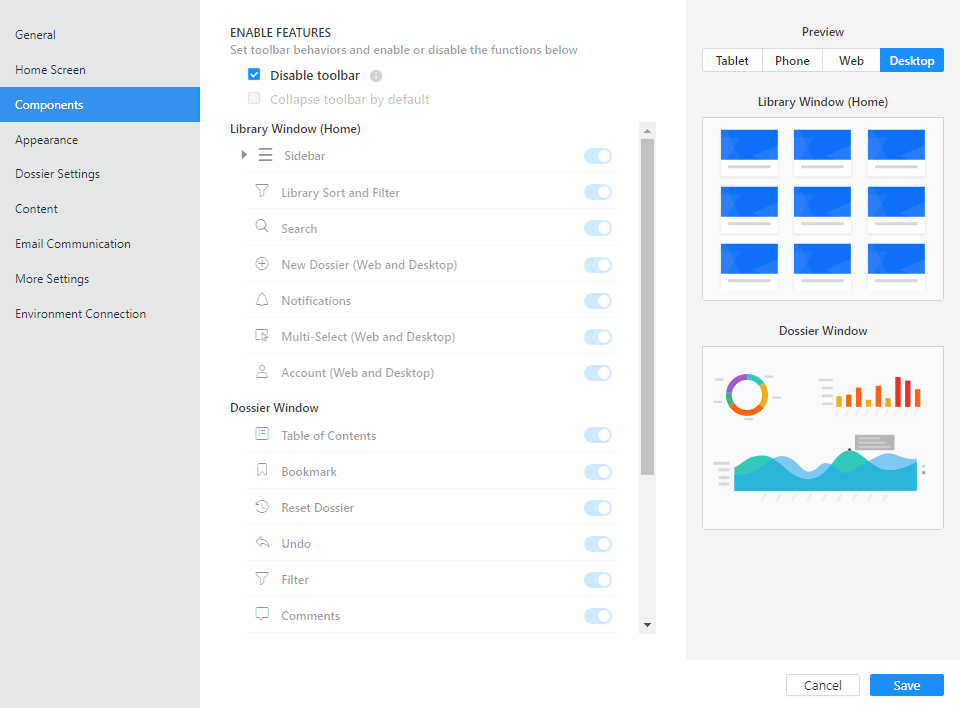 General
Home Screen
Components
Appearance
Dossier Settings
Content
Email Communication
More Settings
Environment Connection
ENABLE FEATURES
Set toolbar behaviors and enable or disable the functions below
Disable toolbar
Collapse toolbar by default
Library Window (Home)
Sidebar
Library Sort and Filter
Search
New Dossier (Web and Desktop)
Notifications
Multi-Select (Web and Desktop)
Account (Web and Desktop)
Dossier Window
Table of Contents
Bookmark
Reset Dossier
Undo
Filter
Comments
Preview
Tablet Phone Web Desktop
Library Window (Home)
Dossier Window
Cancel Save